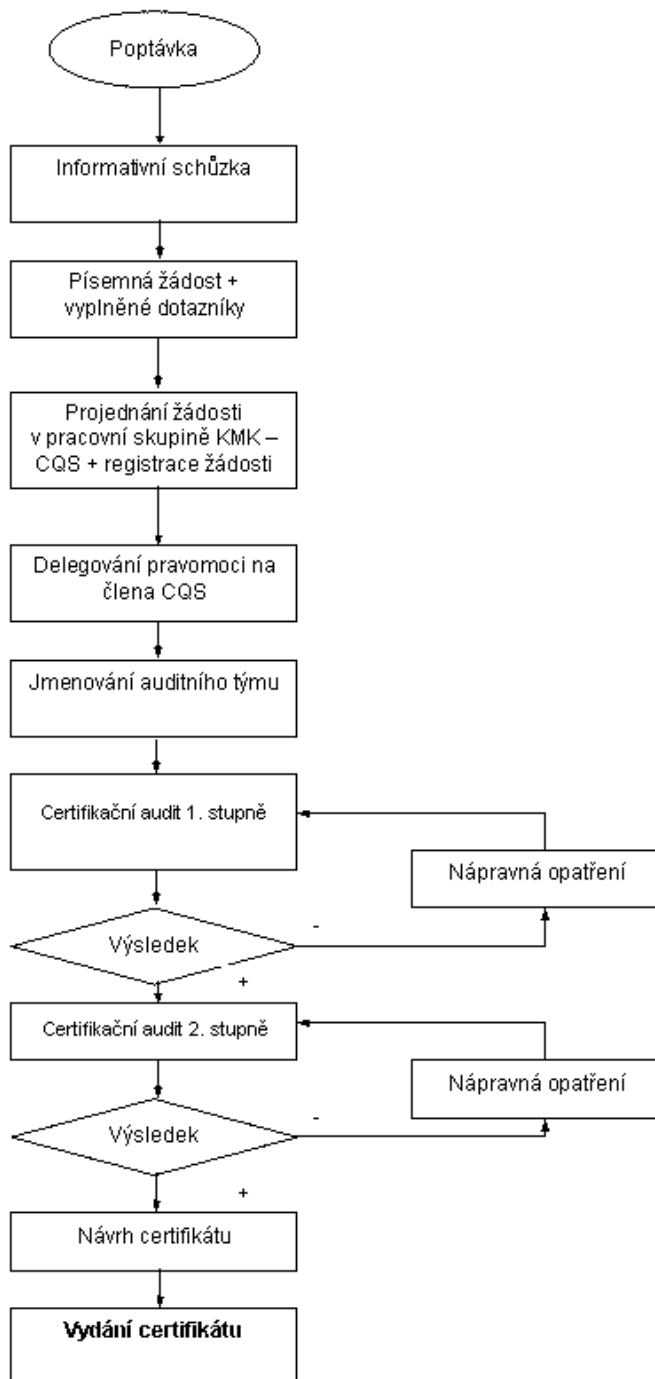 Poptávka
Informativní schůzka
Písemná žádost +
vyplněné dotazníky
Projednání žádosti
v pracovní skupině KMK –
CQS + registrace žádosti
Delegování pravomoci na
člena CQS
Jmenování auditního týmu
Certifikační audit 1. stupně
Nápravná opatření
Výsledek
-
+
Certifikační audit 2. stupně
Nápravná opatření
Výsledek
-
+
Návrh certifikátu
Vydání certifikátu